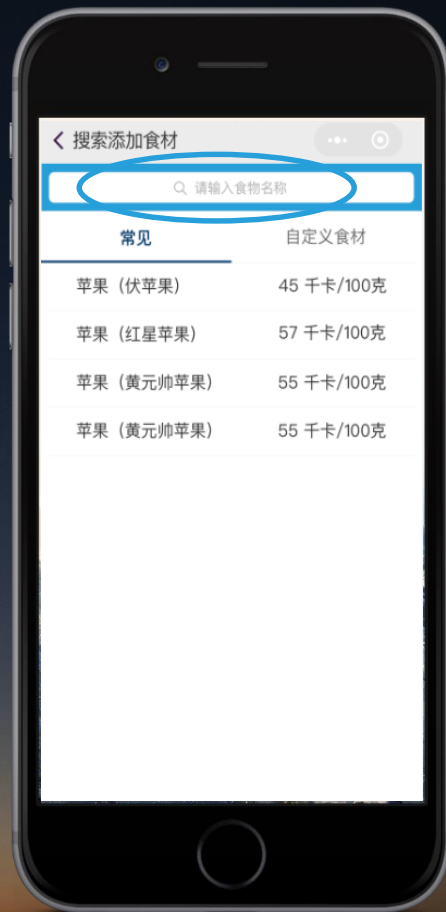 搜索添加食材
请输入食物名称
常见 自定义食材
苹果（伏苹果） 45 千卡/100克
苹果（红星苹果） 57 千卡/100克
苹果（黄元帅苹果） 55 千卡/100克
苹果（黄元帅苹果） 55 千卡/100克